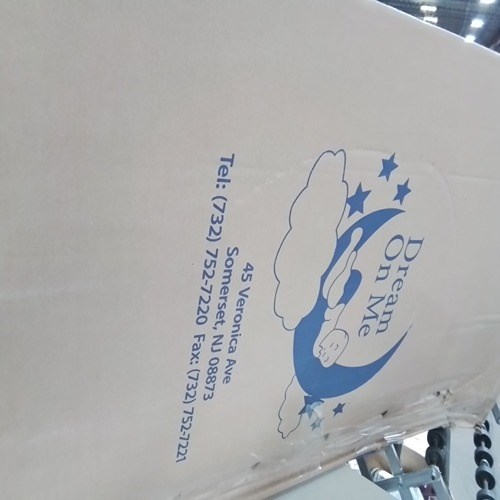 Dream
On Me
45 Veronica Ave
Somerset, NJ 08873
Tel: (732) 752-7220 Fax: (732) 752-7221